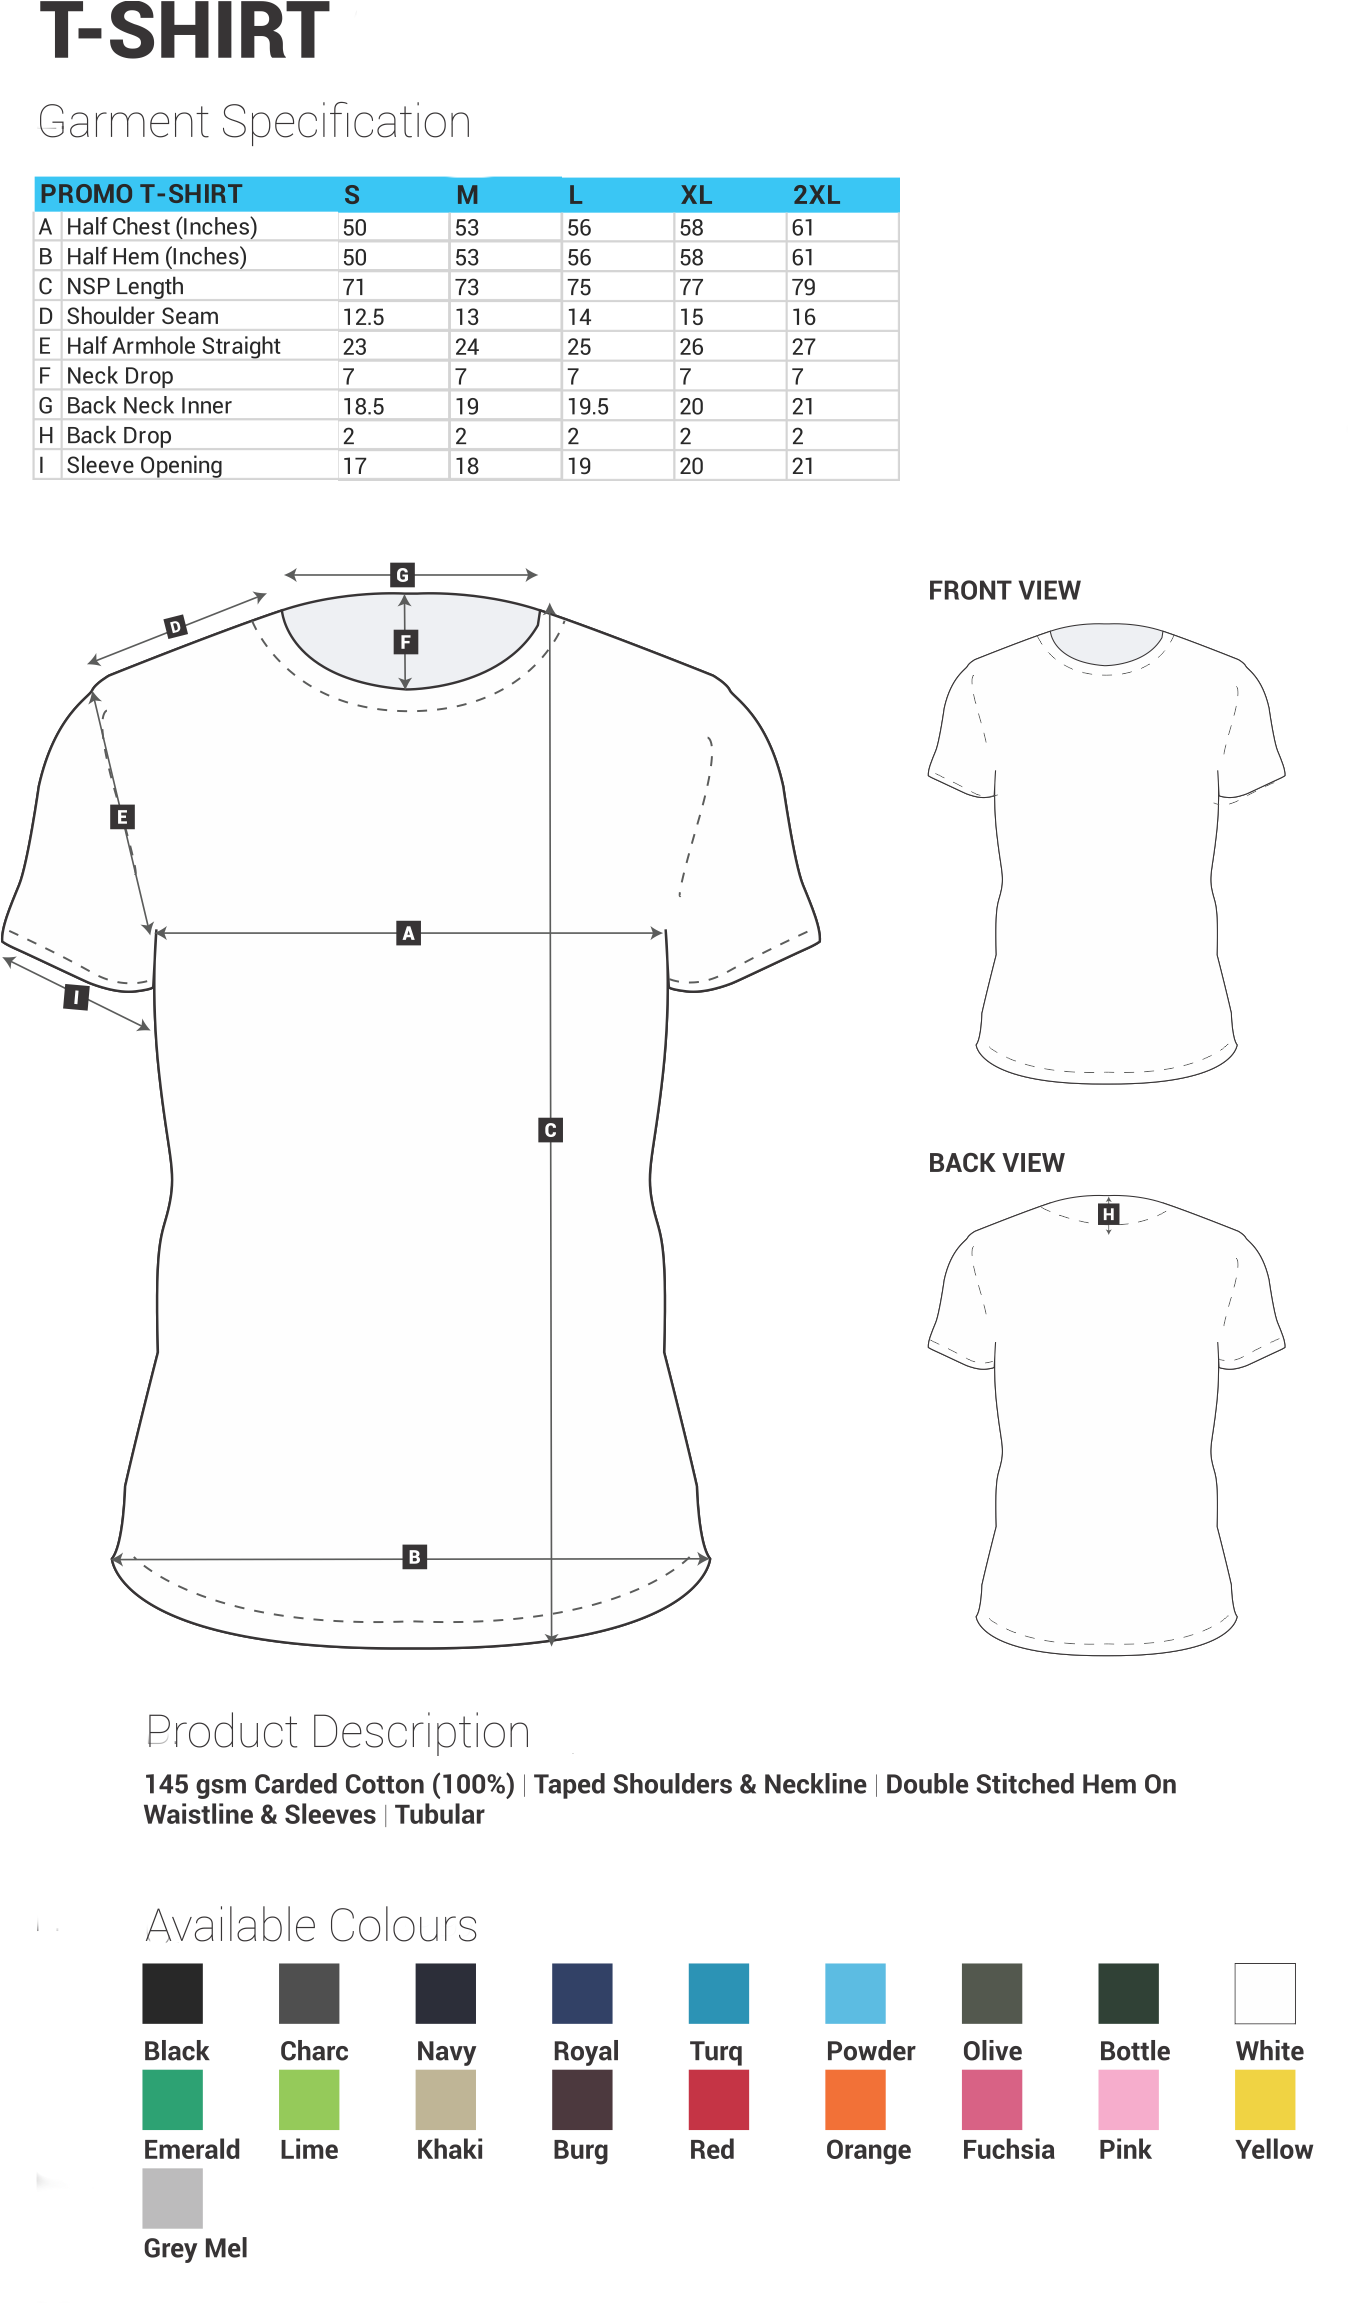 T-SHIRT
Garment Specification
PROMO T-SHIRT S M L XL 2XL
A Half Chest (Inches) 50 53 56 58 61
B Half Hem (Inches) 50 53 56 58 61
C NSP Length 71 73 75 77 79
D Shoulder Seam 12.5 13 14 15 16
E Half Armhole Straight 23 24 25 26 27
F Neck Drop 7 7 7 7 7
G Back Neck Inner 18.5 19 19.5 20 21
H Back Drop 2 2 2 2 2
I Sleeve Opening 17 18 19 20 21
G
D
F
E
A
I
C
B
FRONT VIEW
BACK VIEW
H
Product Description
145 gsm Carded Cotton (100%) | Taped Shoulders & Neckline | Double Stitched Hem On
Waistline & Sleeves | Tubular
Available Colours
Black Charc Navy Royal Turq Powder Olive Bottle White
Emerald Lime Khaki Burg Red Orange Fuchsia Pink Yellow
Grey Mel